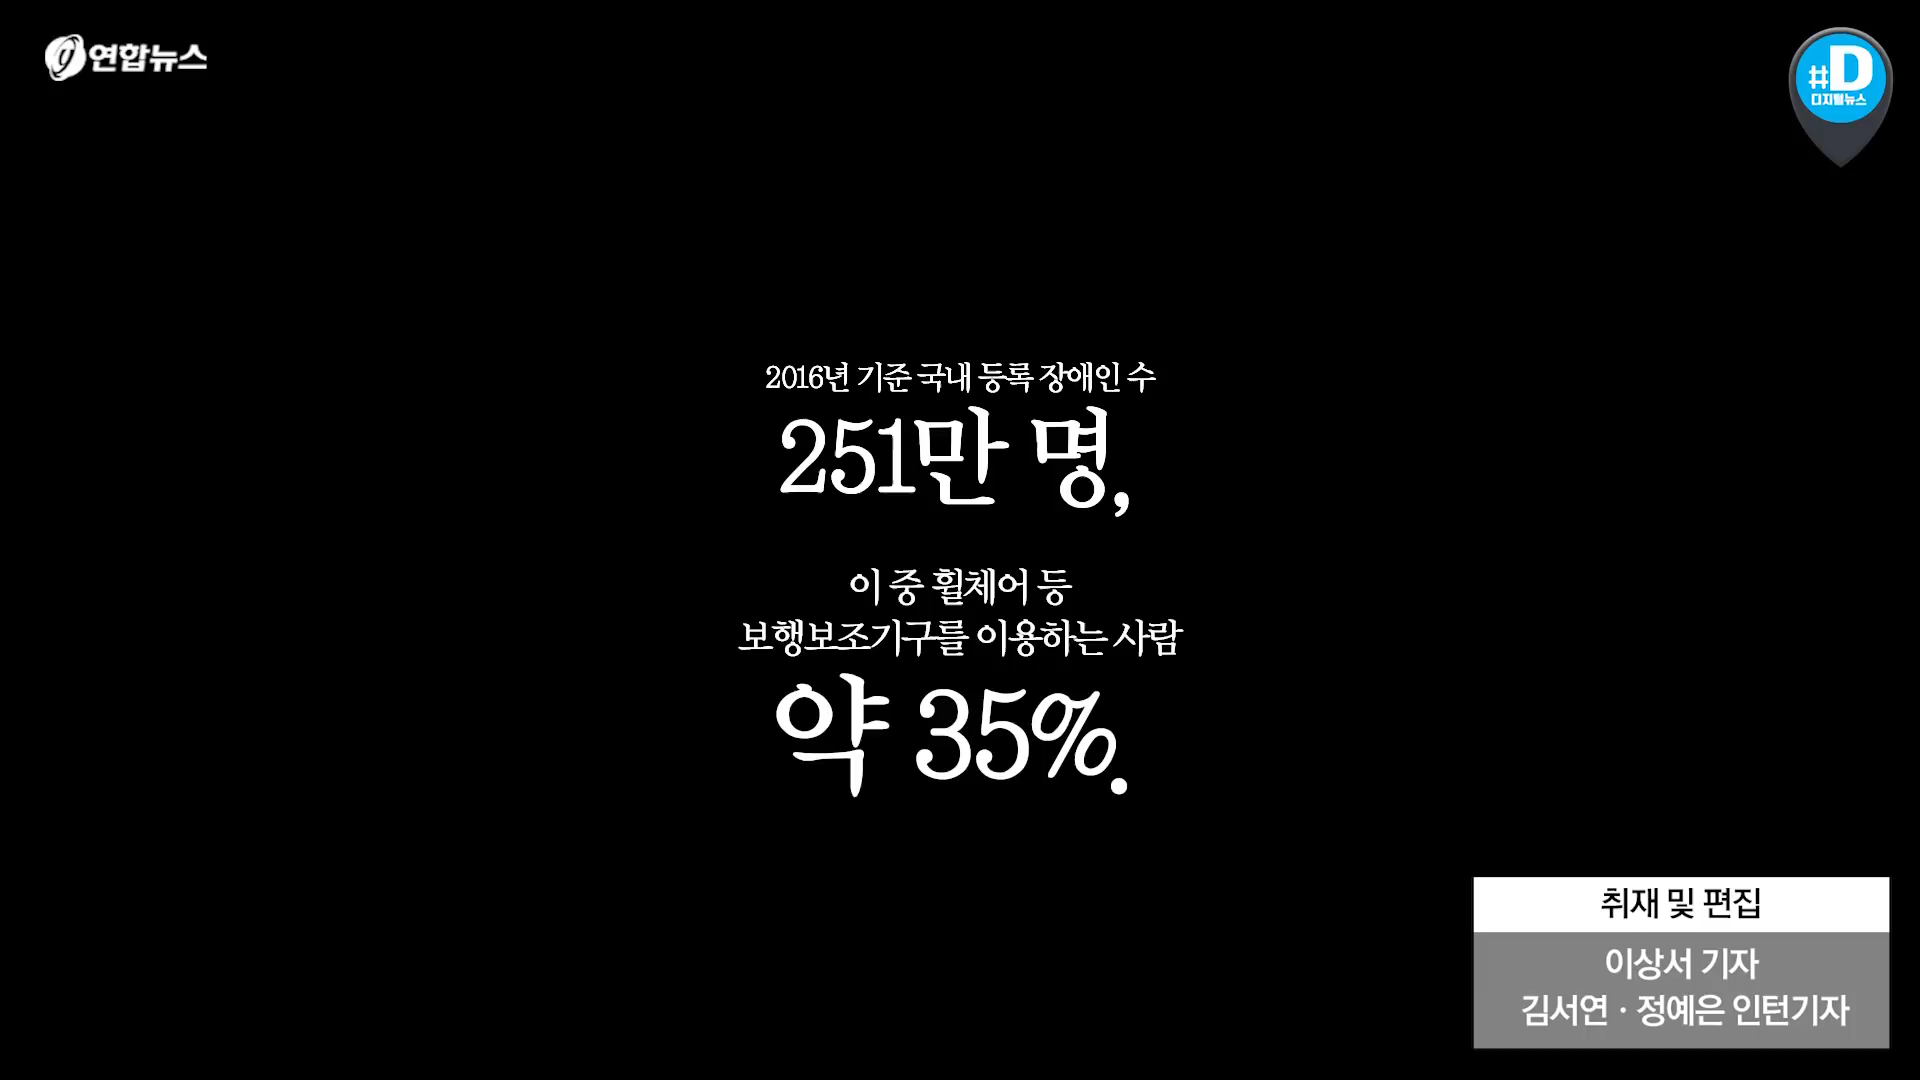 연합뉴스
#D
디지털뉴스
2016년 기준 국내 등록 장애인 수
251만 명,
이 중 휠체어 등
보행보조기구를 이용하는 사람
약 35%.
취재 및 편집
이상서 기자
김서연 · 정예은 인턴기자